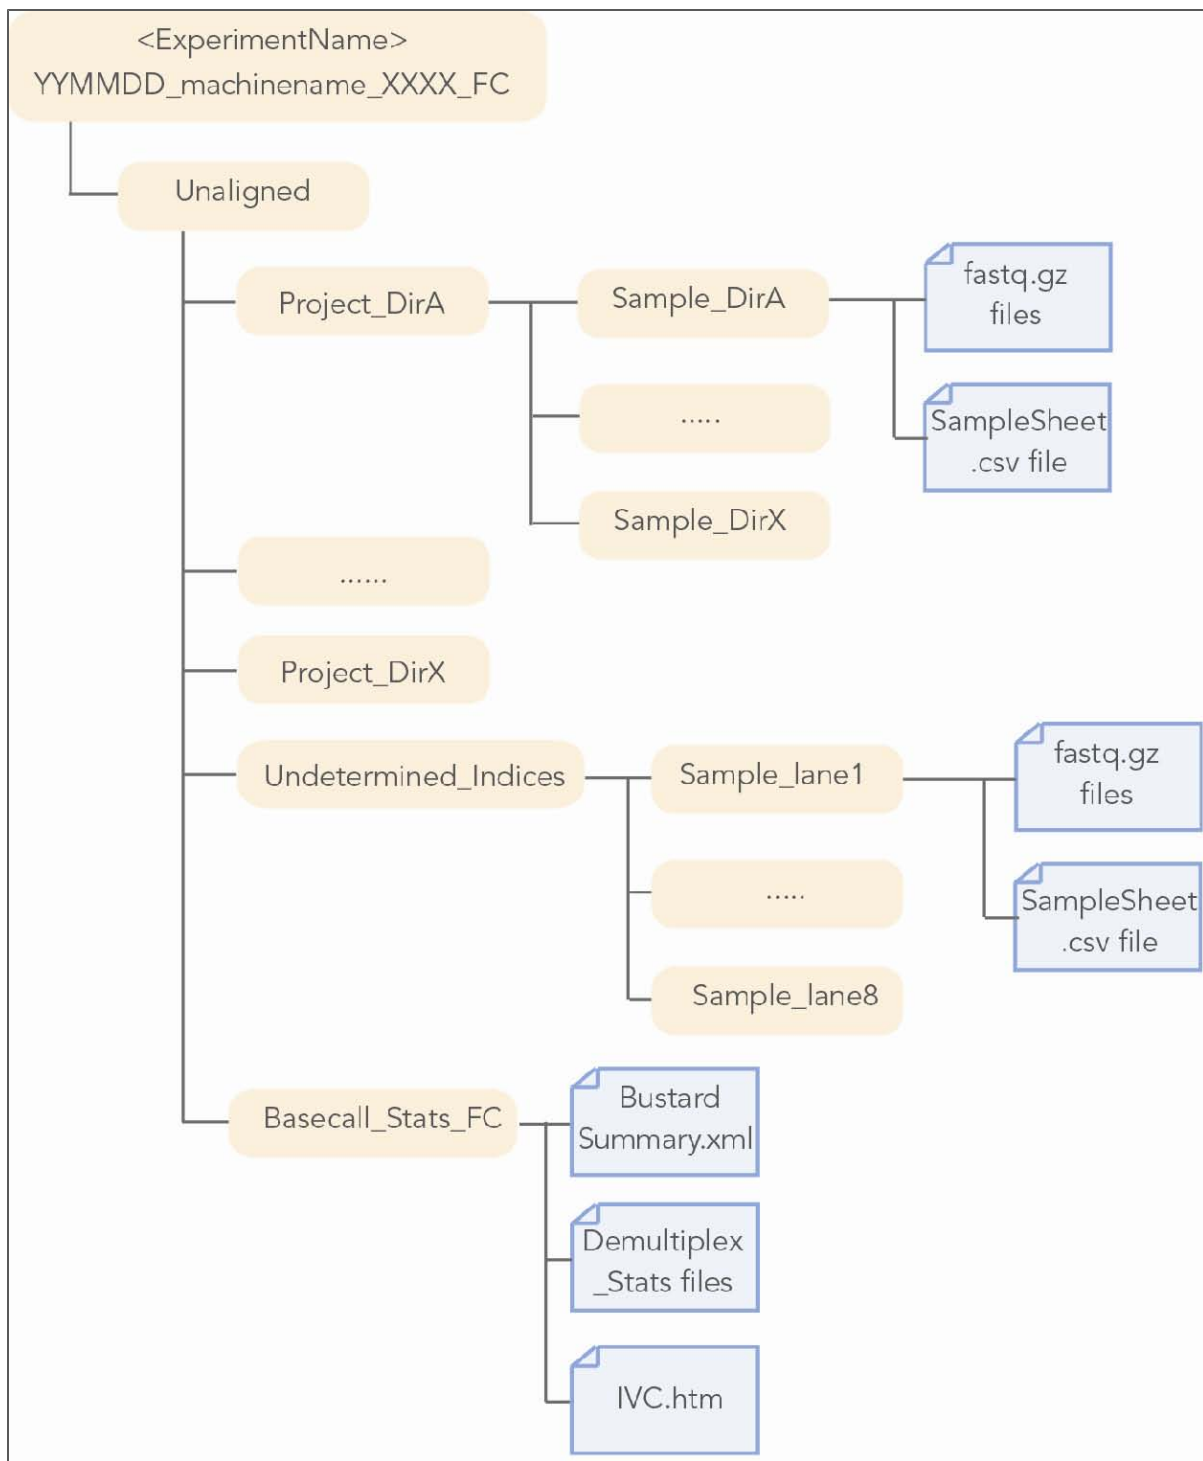 <ExperimentName>
YYMMDD_machinename_XXXX_FC
Unaligned
Project_DirA
Sample_DirA
fastq.gz
files
.....
SampleSheet
.csv file
Sample_DirX
......
Project_DirX
Undetermined_Indices
Sample_lane1
fastq.gz
files
.....
SampleSheet
.csv file
Sample_lane8
Basecall_Stats_FC
Bustard
Summary.xml
Demultiplex
_Stats files
IVC.htm